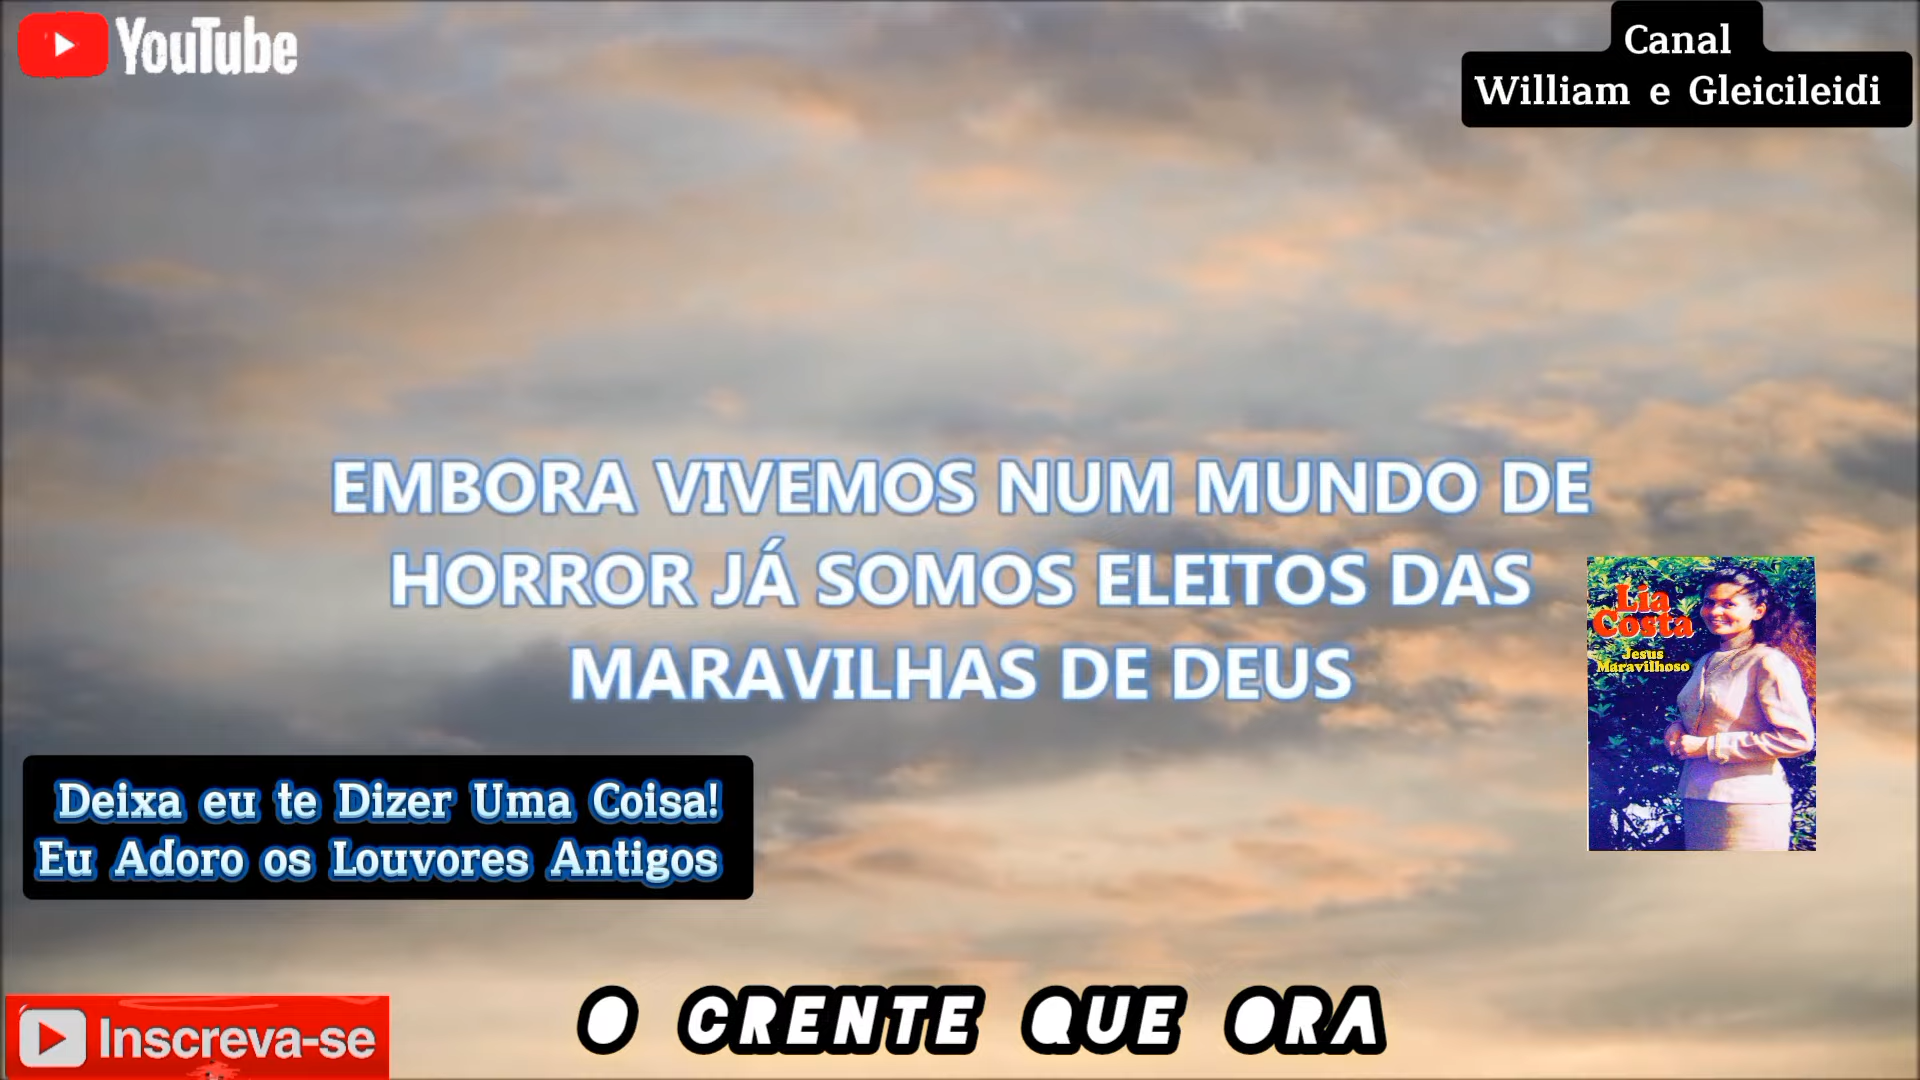 YouTube
Canal
William e Gleicileidi
EMBORA VIVEMOS NUM MUNDO DE
HORROR JÁ SOMOS ELEITOS DAS
MARAVILHAS DE DEUS
Lia
Costa
Jesus
Maravilhoso
Deixa eu te Dizer Uma Coisa!
Eu Adoro os Louvores Antigos
Inscreva-se
O CRENTE QUE ORA